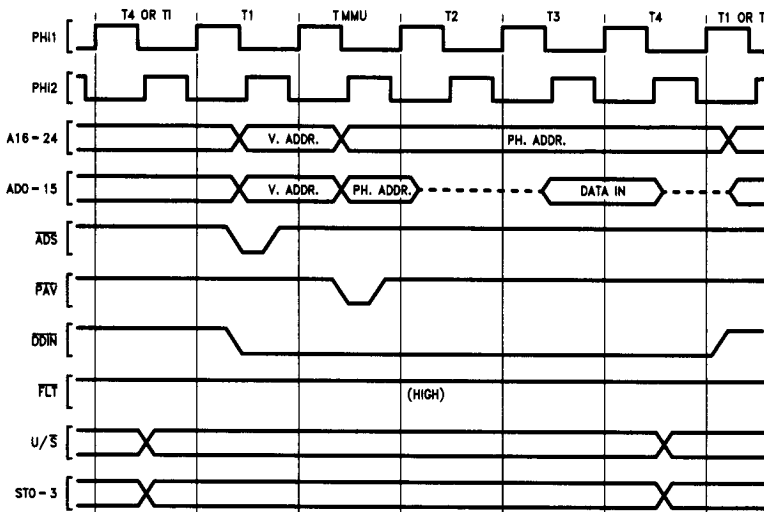 T4 OR TI T1 TMMU T2 T3 T4 T1 OR T
PHI1
PHI2
A16-24 V. ADDR. PH. ADDR.
AD0-15 V. ADDR. PH. ADDR. DATA IN
ADS
PAV
DDIN
FLT (HIGH)
U/S
ST0-3